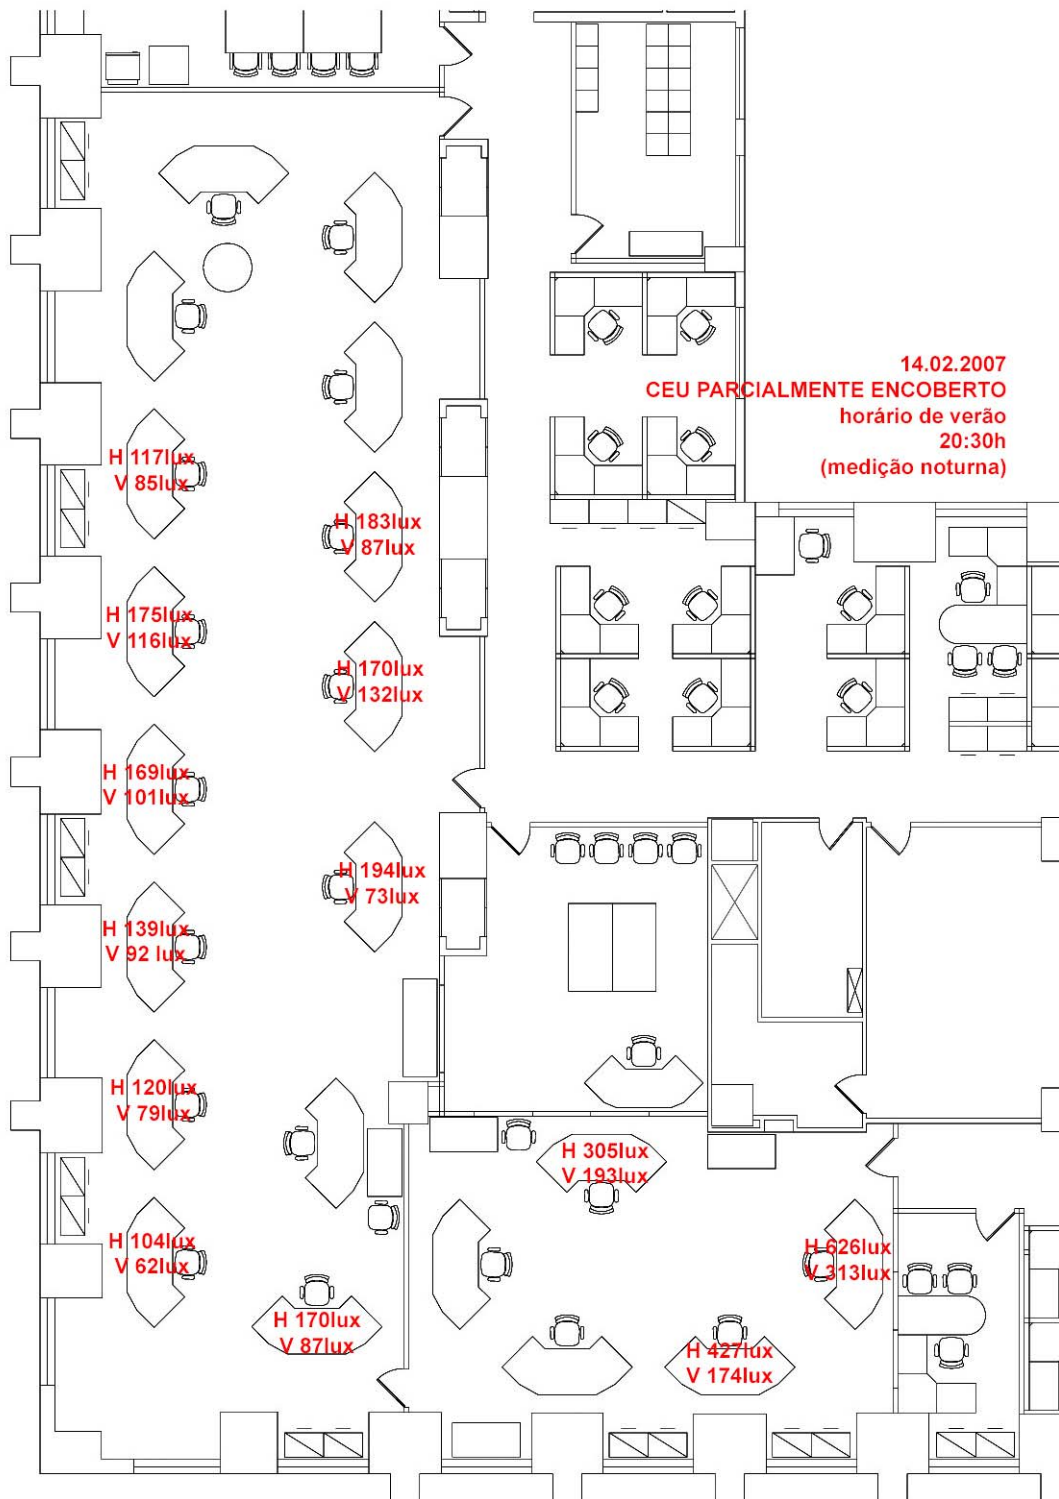 14.02.2007
CEU PARCIALMENTE ENCOBERTO
horário de verão
20:30h
(medição noturna)
H 117lux
V 85lux
H 183lux
V 87lux
H 175lux
V 116lux
H 170lux
V 132lux
H 169lux
V 101lux
H 194lux
V 73lux
H 139lux
V 92 lux
H 120lux
V 79lux
H 305lux
V 193lux
H 104lux
V 62lux
H 626lux
V 313lux
H 170lux
V 87lux
H 427lux
V 174lux